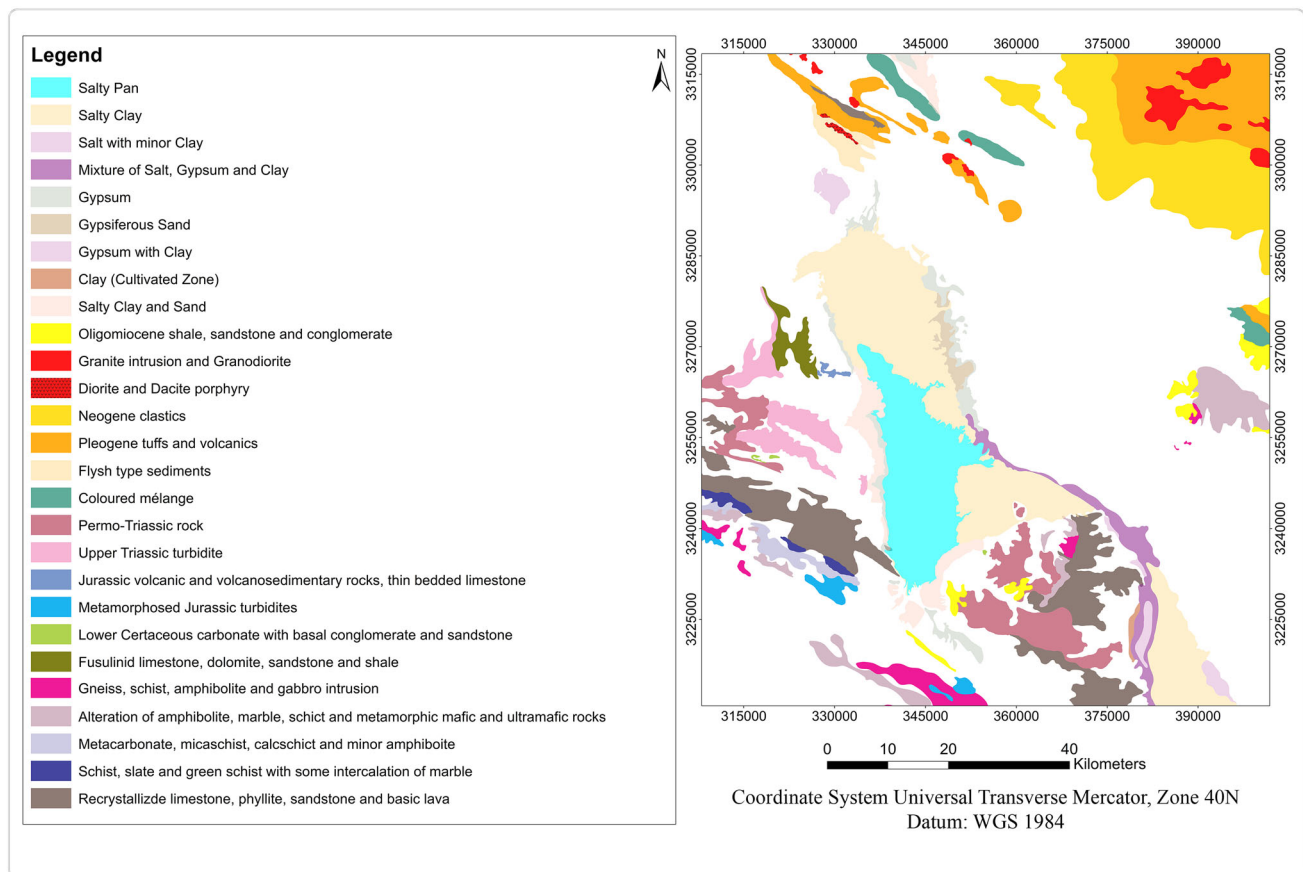 Legend
Salty Pan
Salty Clay
Salt with minor Clay
Mixture of Salt, Gypsum and Clay
Gypsum
Gypsiferous Sand
Gypsum with Clay
Clay (Cultivated Zone)
Salty Clay and Sand
Oligomiocene shale, sandstone and conglomerate
Granite intrusion and Granodiorite
Diorite and Dacite porphyry
Neogene clastics
Pleogene tuffs and volcanics
Flysh type sediments
Coloured mélange
Permo-Triassic rock
Upper Triassic turbidite
Jurassic volcanic and volcanosedimentary rocks, thin bedded limestone
Metamorphosed Jurassic turbidites
Lower Certaceous carbonate with basal conglomerate and sandstone
Fusulinid limestone, dolomite, sandstone and shale
Gneiss, schist, amphibolite and gabbro intrusion
Alteration of amphibolite, marble, schict and metamorphic mafic and ultramafic rocks
Metacarbonate, micaschist, calcschict and minor amphiboite
Schist, slate and green schist with some intercalation of marble
Recrystallizde limestone, phyllite, sandstone and basic lava
N
315000 330000 345000 360000 375000 390000
3315000 3315000
3300000 3300000
3285000 3285000
3270000 3270000
3255000 3255000
3240000 3240000
3225000 3225000
315000 330000 345000 360000 375000 390000
0 10 20 40
Kilometers
Coordinate System Universal Transverse Mercator, Zone 40N
Datum: WGS 1984